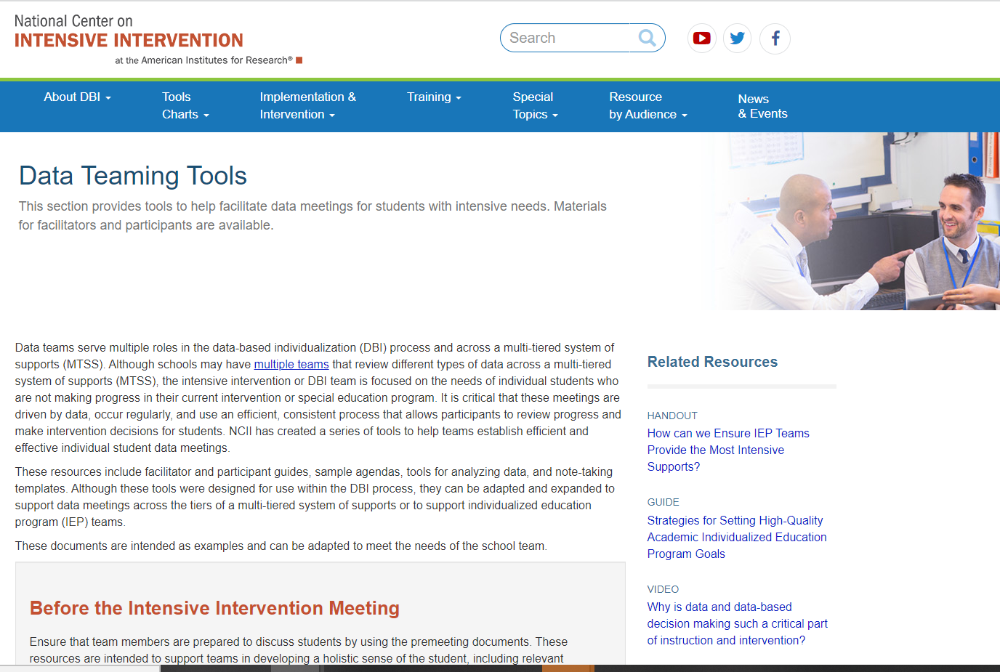 National Center on
INTENSIVE INTERVENTION
at the American Institutes for Research®
Search
About DBI
Tools
Charts
Implementation &
Intervention
Training
Special
Topics
Resource
by Audience
News
& Events
Data Teaming Tools
This section provides tools to help facilitate data meetings for students with intensive needs. Materials
for facilitators and participants are available.
Data teams serve multiple roles in the data-based individualization (DBI) process and across a multi-tiered system of
supports (MTSS). Although schools may have multiple teams that review different types of data across a multi-tiered
system of supports (MTSS), the intensive intervention or DBI team is focused on the needs of individual students who
are not making progress in their current intervention or special education program. It is critical that these meetings are
driven by data, occur regularly, and use an efficient, consistent process that allows participants to review progress and
make intervention decisions for students. NCII has created a series of tools to help teams establish efficient and
effective individual student data meetings.
These resources include facilitator and participant guides, sample agendas, tools for analyzing data, and note-taking
templates. Although these tools were designed for use within the DBI process, they can be adapted and expanded to
support data meetings across the tiers of a multi-tiered system of supports or to support individualized education
program (IEP) teams.
These documents are intended as examples and can be adapted to meet the needs of the school team.
Before the Intensive Intervention Meeting
Ensure that team members are prepared to discuss students by using the premeeting documents. These
resources are intended to support teams in developing a holistic sense of the student, including relevant
Related Resources
HANDOUT
How can we Ensure IEP Teams
Provide the Most Intensive
Supports?
GUIDE
Strategies for Setting High-Quality
Academic Individualized Education
Program Goals
VIDEO
Why is data and data-based
decision making such a critical part
of instruction and intervention?